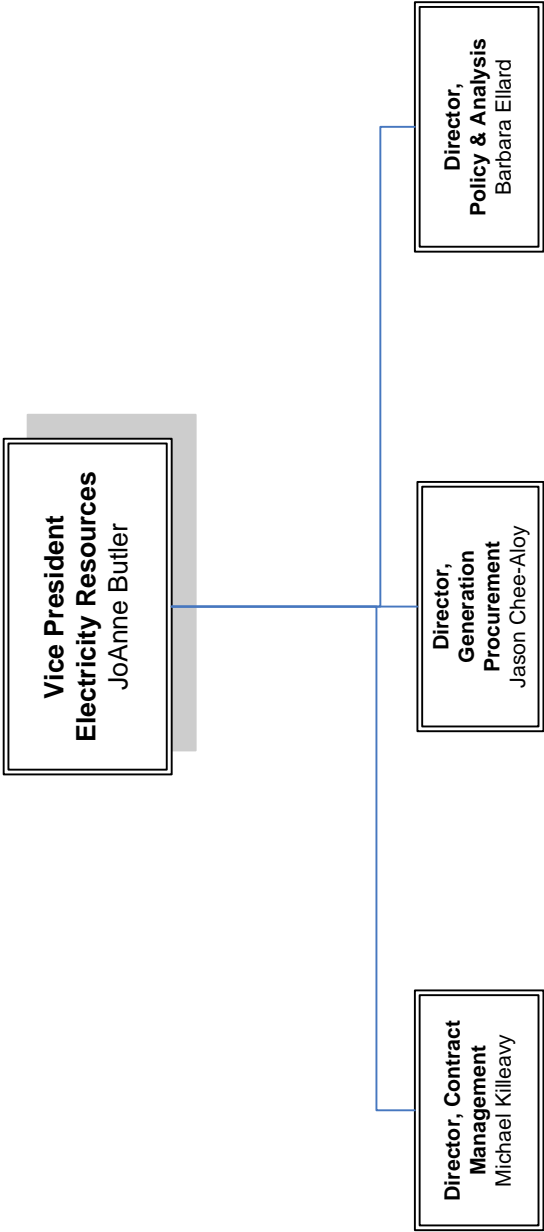 Vice President
Electricity Resources
JoAnne Butler
Director, Contract
Management
Michael Killeavy
Director,
Generation
Procurement
Jason Chee-Aloy
Director,
Policy & Analysis
Barbara Ellard